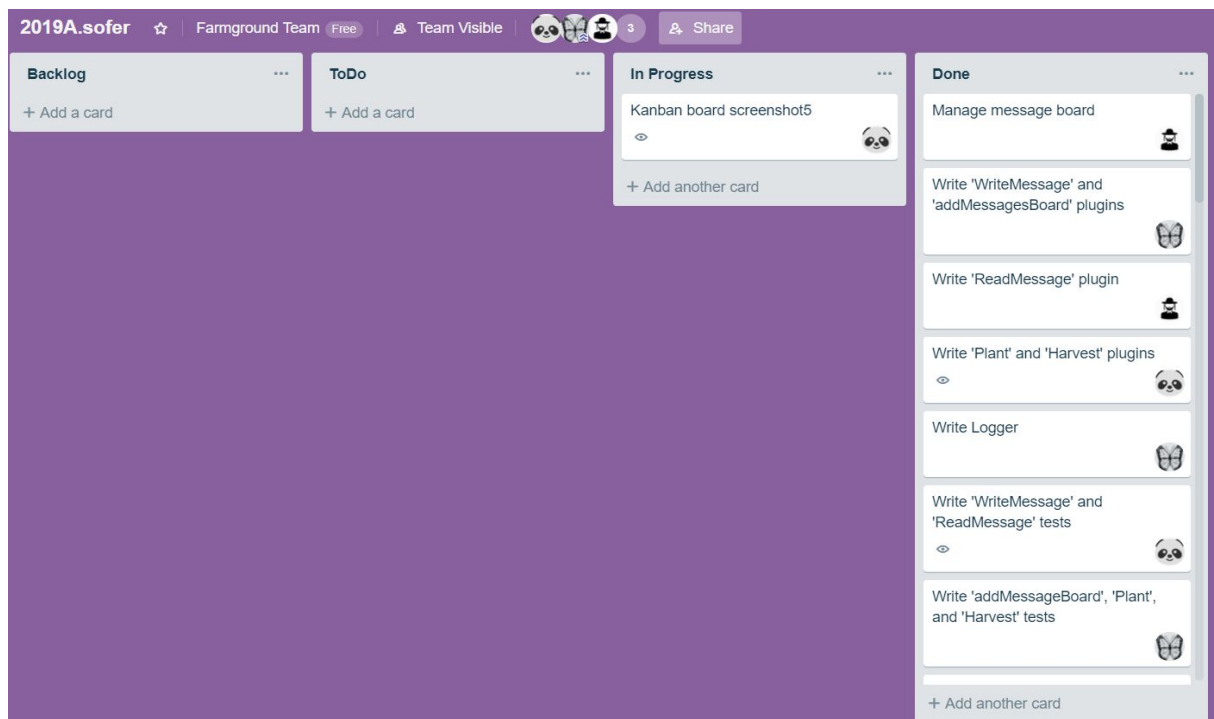 2019A.sofer
Farmground Team Free
Team Visible
3
Share
Backlog
+ Add a card
ToDo
+ Add a card
In Progress
Kanban board screenshot5
+ Add another card
Done
Manage message board
Write 'WriteMessage' and
'addMessagesBoard' plugins
Write 'ReadMessage' plugin
Write 'Plant' and 'Harvest' plugins
Write Logger
Write 'WriteMessage' and
'ReadMessage' tests
Write 'addMessageBoard', 'Plant',
and 'Harvest' tests
+ Add another card